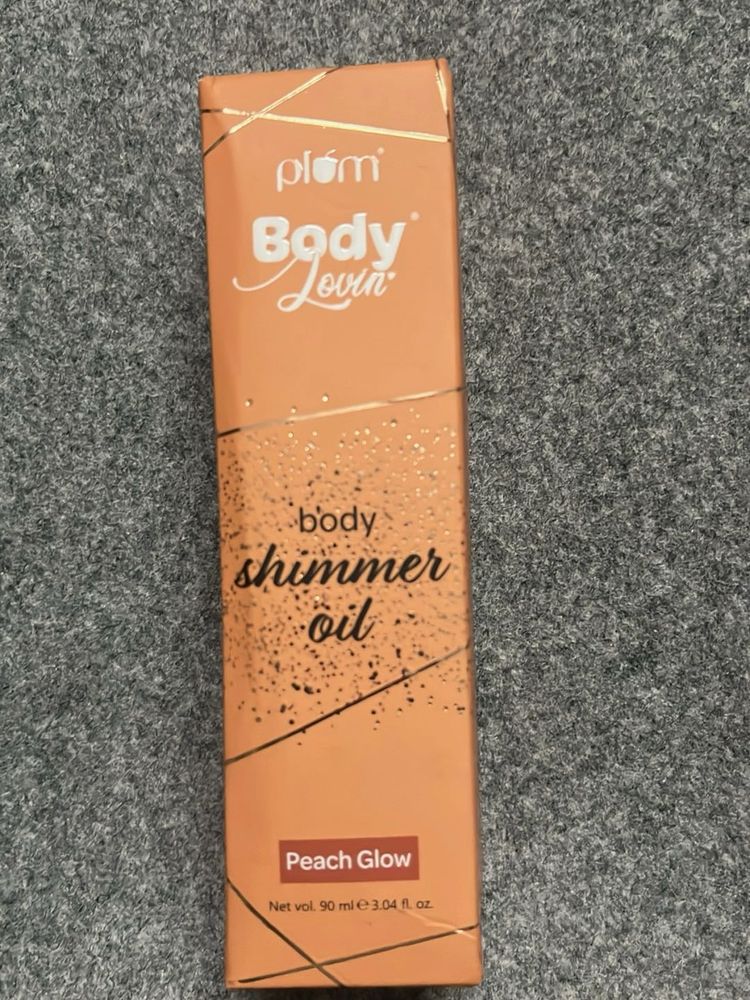 plum®
Body®
Lovin'
body
shimmer
oil
Peach Glow
Net vol. 90 ml ℮ 3.04 fl. oz.